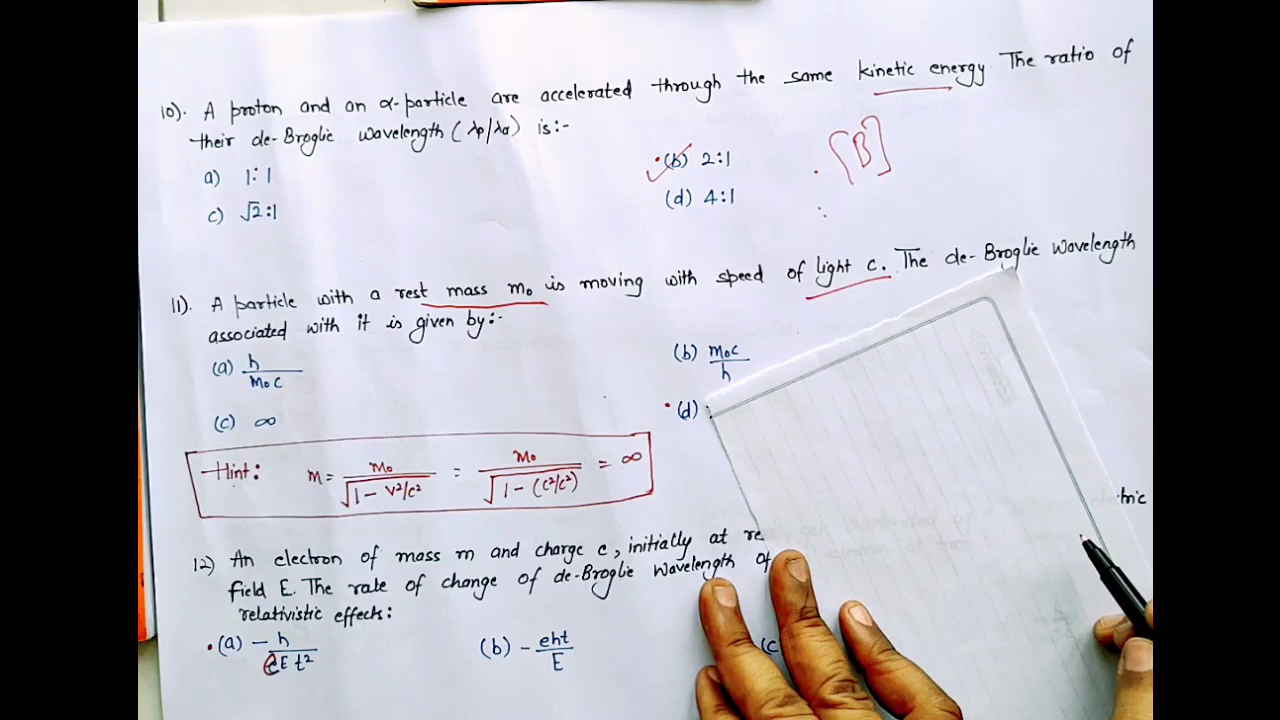 10). A proton and an α-particle are accelerated through the same kinetic energy. The ratio of
their de-Broglie wavelength (λp/λα) is:-
a) 1:1
(b) 2:1
[B]
c) √2:1
(d) 4:1
11). A particle with a rest mass m₀ is moving with speed of light c. The de-Broglie Wavelength
associated with it is given by:-
(a) h/m₀c
(b) m₀c/h
(c) ∞
(d)
Hint: m = m₀/√(1 - v²/c²) = m₀/√(1 - (c²/c²)) = ∞
12) An electron of mass m and charge e, initially at
field E. The rate of change of de-Broglie Wavelength of
relativistic effects:
(a) - h/eEt²
(b) - eht/E
(c